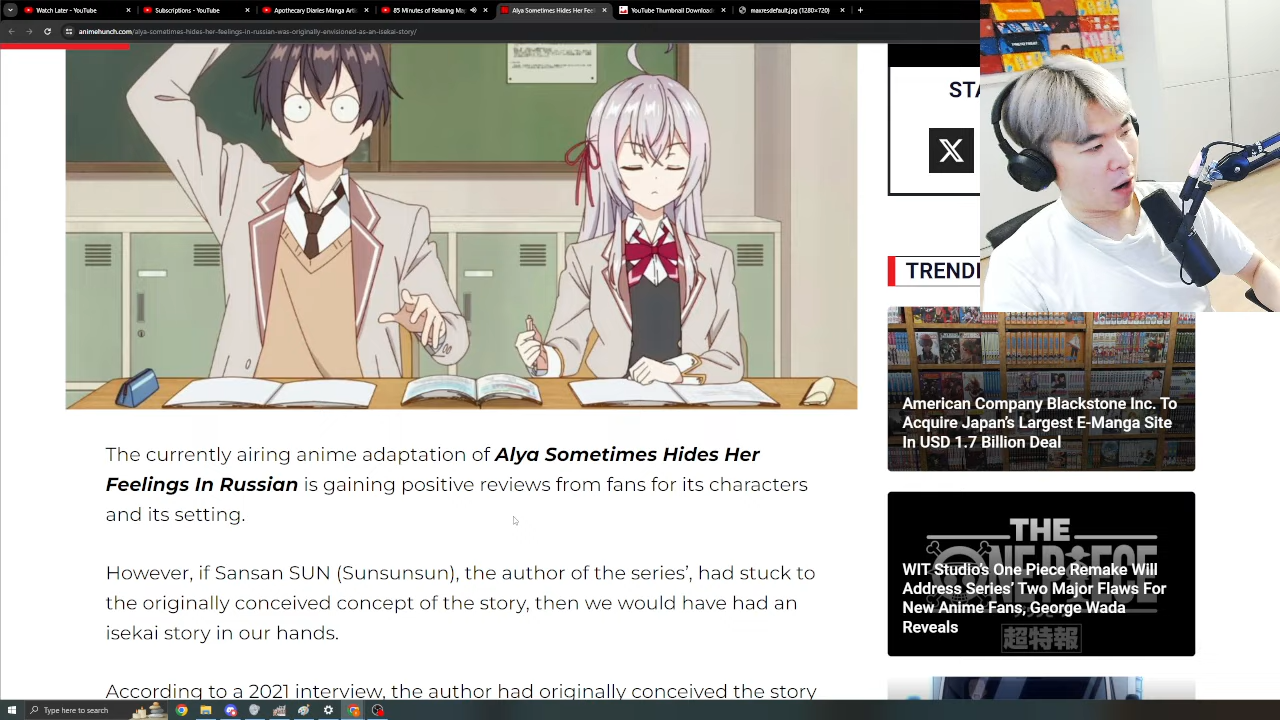 Watch Later - YouTube
Subscriptions - YouTube
Apothecary Diaries Manga Art
85 Minutes of Relaxing Mo
Alya Sometimes Hides Her Fee
YouTube Thumbnail Download
maxresdefault.jpg (1280×720)
animehunch.com/alya-sometimes-hides-her-feelings-in-russian-was-originally-envisioned-as-an-isekai-story/
STA
TRENDI
American Company Blackstone Inc. To
Acquire Japan's Largest E-Manga Site
In USD 1.7 Billion Deal
The currently airing anime adaptation of Alya Sometimes Hides Her
Feelings In Russian is gaining positive reviews from fans for its characters
and its setting.
THE
ONE PIECE
WIT Studio's One Piece Remake Will
Address Series' Two Major Flaws For
New Anime Fans, George Wada
Reveals
超特報
However, if Sansan SUN (Sunsunsun), the author of the series', had stuck to
the originally conceived concept of the story, then we would have had an
isekai story in our hands.
According to a 2021 interview, the author had originally conceived the story
Type here to search